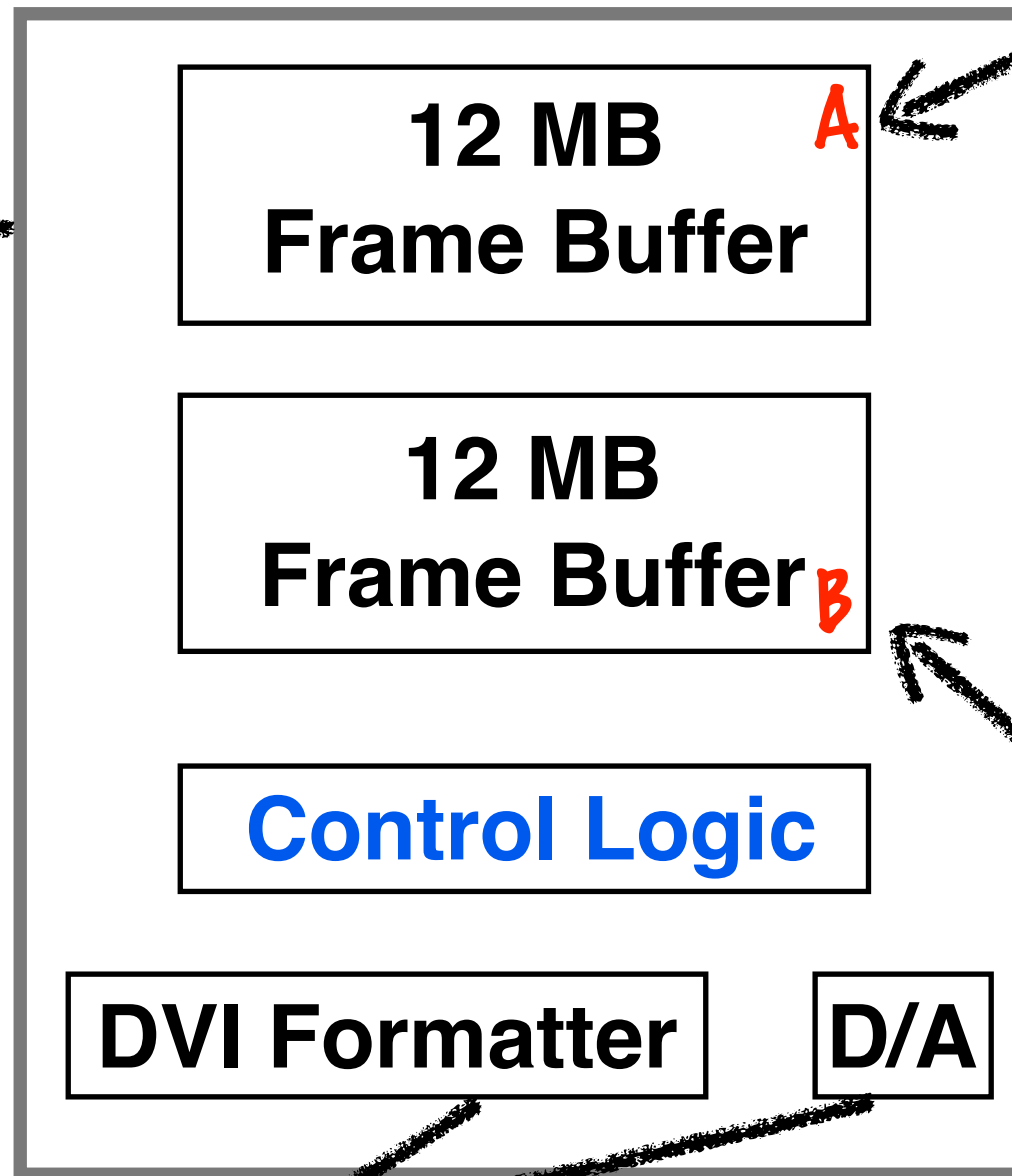 12 MB A
Frame Buffer
12 MB
Frame Buffer B
Control Logic
DVI Formatter D/A